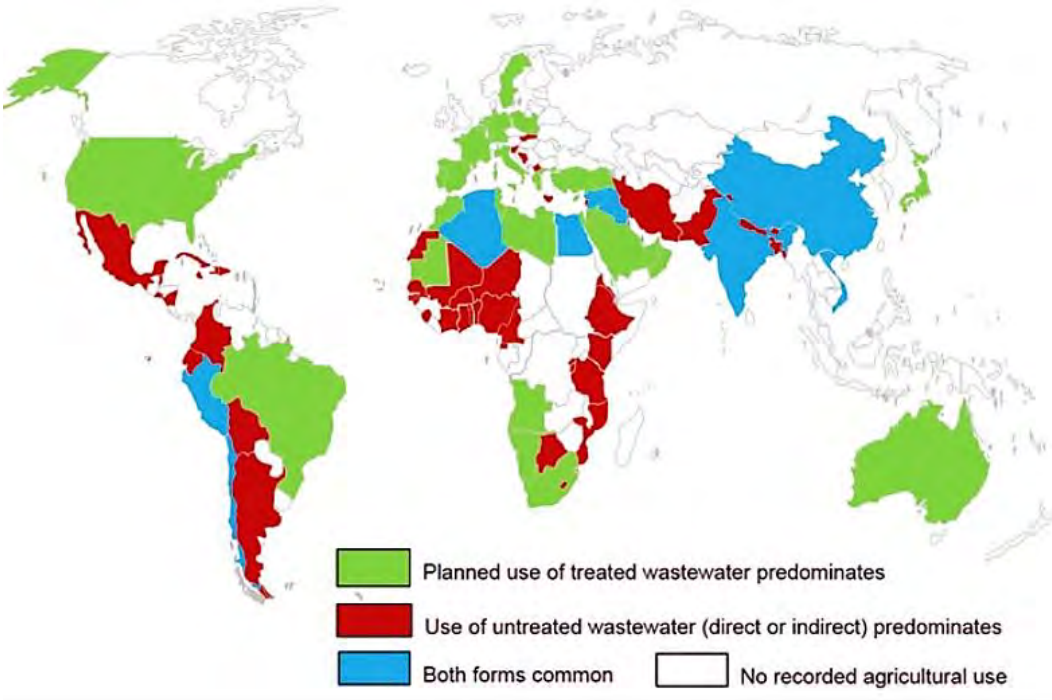 Planned use of treated wastewater predominates
Use of untreated wastewater (direct or indirect) predominates
Both forms common
No recorded agricultural use